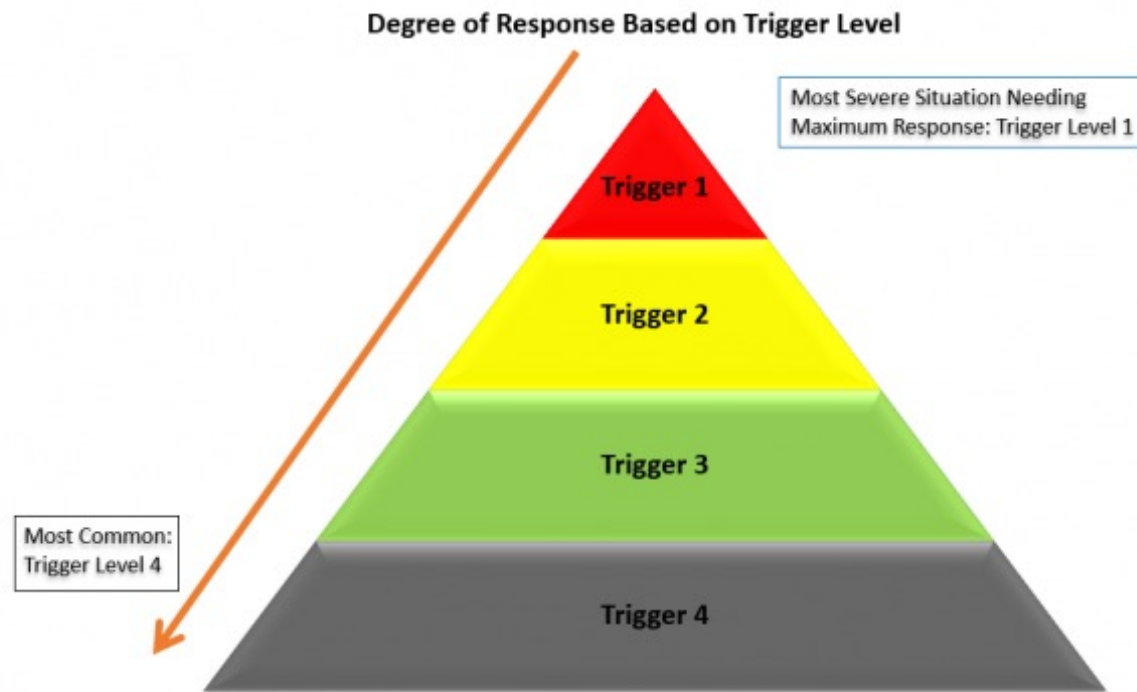 Degree of Response Based on Trigger Level
Most Severe Situation Needing
Maximum Response: Trigger Level 1
Trigger 1
Trigger 2
Trigger 3
Most Common:
Trigger Level 4
Trigger 4